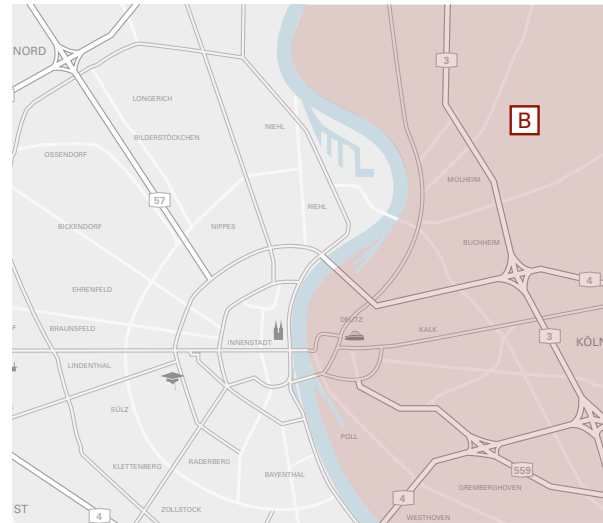 NORD
3
LONGERICH
B
BILDERSTÖCKCHEN
NIEHL
OSSENDORF
MÜLHEIM
57
RIEHL
BICKENDORF
NIPPES
BUCHHEIM
4
EHRENFELD
DEUTZ
BRAUNSFELD
KALK
3
INNENSTADT
KÖLN
LINDENTHAL
SÜLZ
POLL
RADERBERG
KLETTENBERG
BAYENTHAL
559
GREMBERGHOVEN
4
ST
ZOLLSTOCK
4
WESTHOVEN